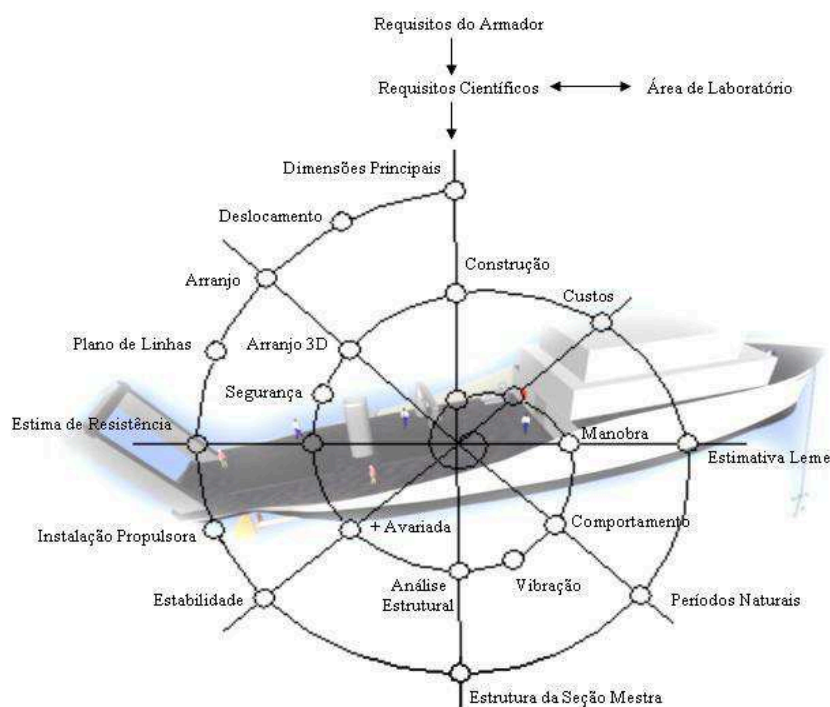 Requisitos do Armador
Requisitos Científicos
Área de Laboratório
Dimensões Principais
Deslocamento
Construção
Arranjo
Custos
Plano de Linhas
Arranjo 3D
Segurança
Estima de Resistência
Manobra
Estimativa Leme
Instalação Propulsora
+ Avariada
Comportamento
Análise
Estrutural
Vibração
Estabilidade
Períodos Naturais
Estrutura da Seção Mestra